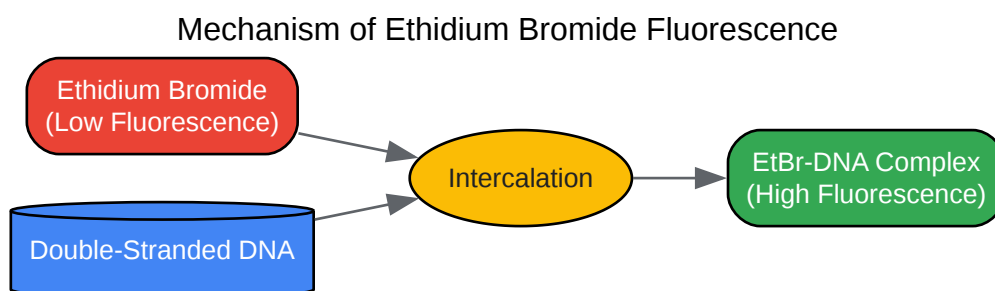 Mechanism of Ethidium Bromide Fluorescence
Ethidium Bromide
(Low Fluorescence)
Double-Stranded DNA
Intercalation
EtBr-DNA Complex
(High Fluorescence)